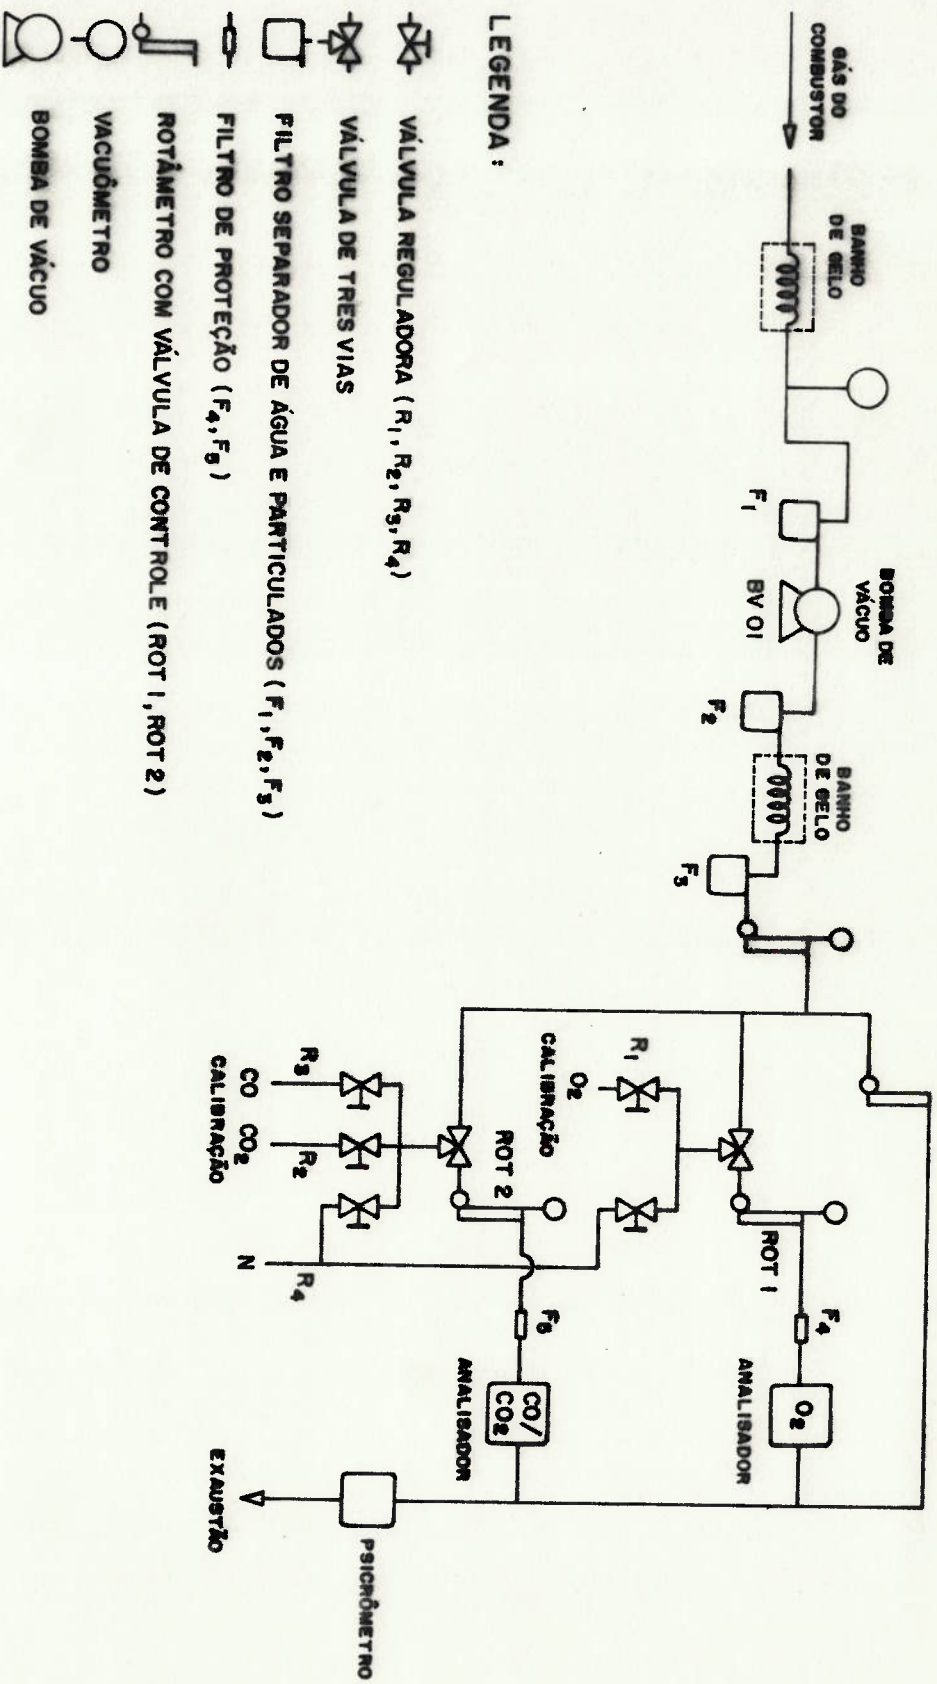 GÁS DO
COMBUSTOR
BANHO
DE GELO
F1
BOMBA DE
VÁCUO
BV 01
F2
BANHO
DE GELO
F3
ROT 1
F4
O2
ANALISADOR
R1
O2
CALIBRAÇÃO
ROT 2
F5
CO/
CO2
ANALISADOR
R3
R2
R4
CO
CO2
N
CALIBRAÇÃO
PSICRÔMETRO
EXAUSTÃO
LEGENDA :
VÁLVULA REGULADORA (R1, R2, R3, R4)
VÁLVULA DE TRES VIAS
FILTRO SEPARADOR DE ÁGUA E PARTICULADOS (F1, F2, F3)
FILTRO DE PROTEÇÃO (F4, F5)
ROTÂMETRO COM VÁLVULA DE CONTROLE (ROT 1, ROT 2)
VACUÔMETRO
BOMBA DE VÁCUO